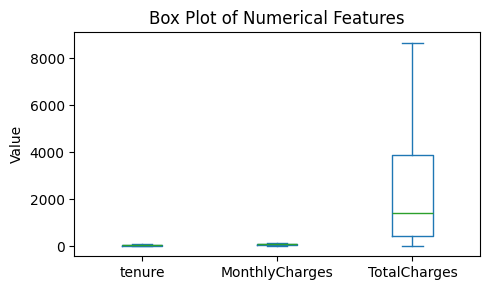 Box Plot of Numerical Features
Value
8000
6000
4000
2000
0
tenure MonthlyCharges TotalCharges